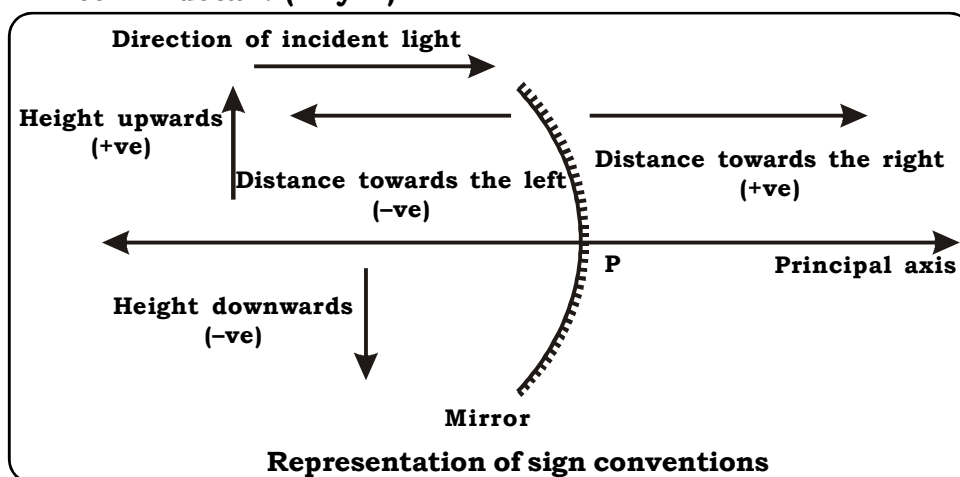 Direction of incident light
Height upwards
(+ve)
Distance towards the right
(+ve)
Distance towards the left
(–ve)
P
Principal axis
Height downwards
(–ve)
Mirror
Representation of sign conventions